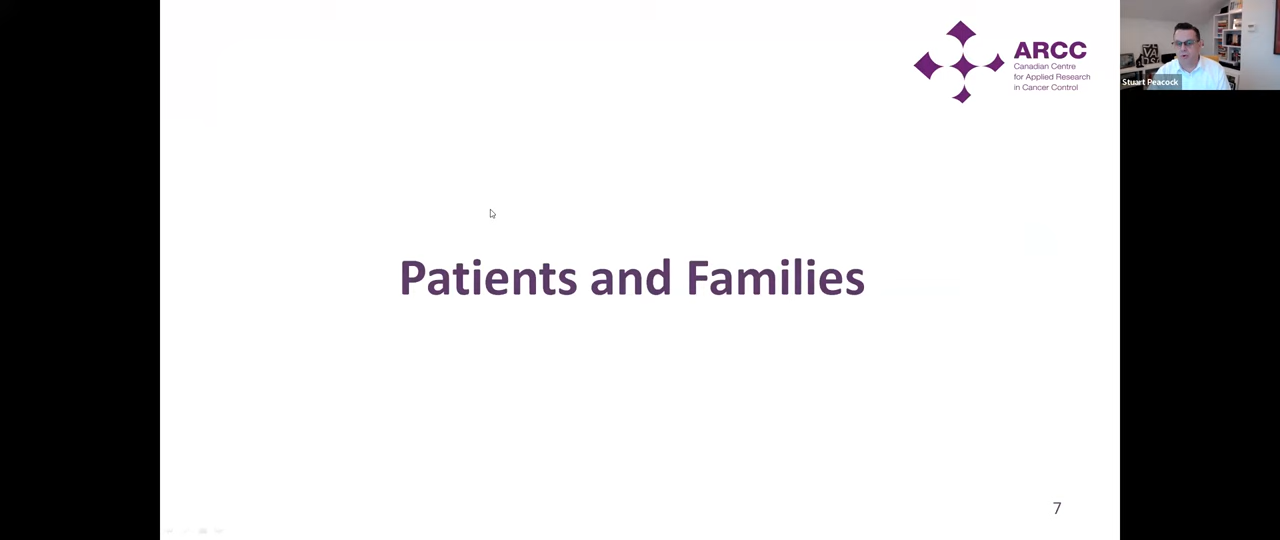 ARCC
Canadian Centre
for Applied Research
in Cancer Control
Stuart Peacock
Patients and Families
7